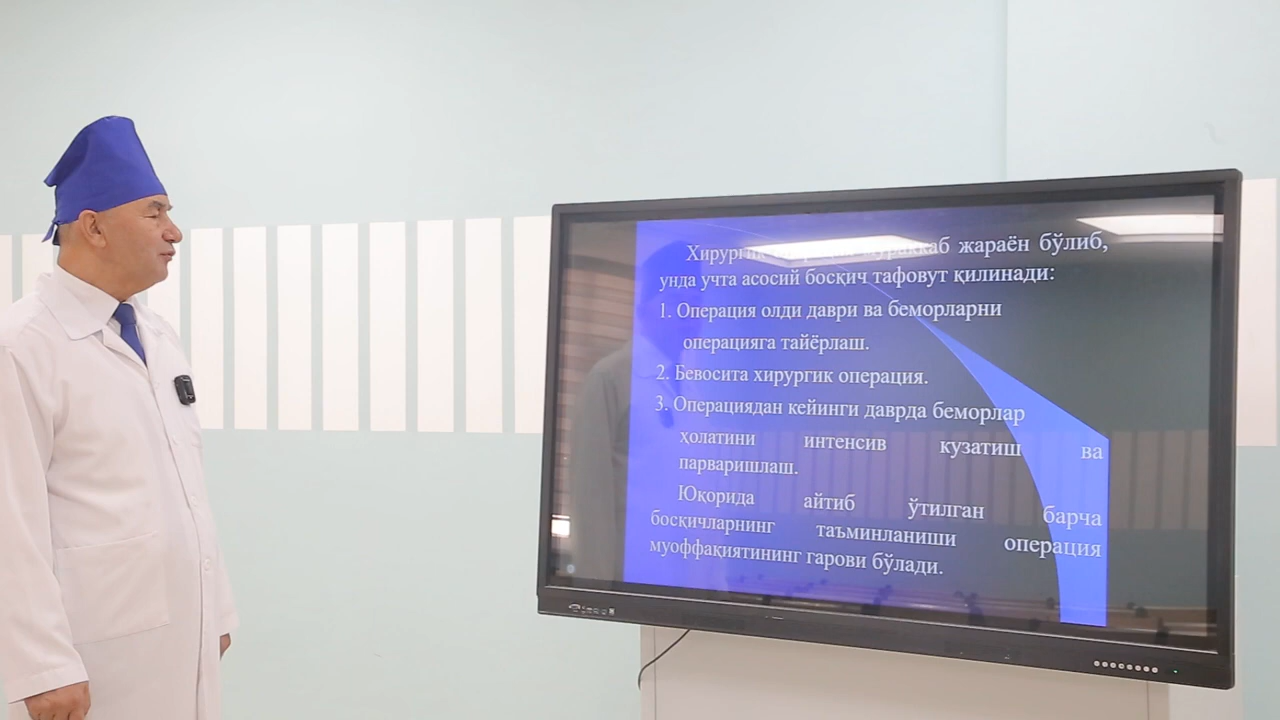 Хирургик мураккаб жараён бўлиб,
унда учта асосий босқич тафовут қилинади:
1. Операция олди даври ва беморларни
операцияга тайёрлаш.
2. Бевосита хирургик операция.
3. Операциядан кейинги даврда беморлар
ҳолатини интенсив кузатиш ва
парваришлаш.
Юқорида айтиб ўтилган барча
босқичларнинг таъминланиши операция
муоффақиятининг гарови бўлади.